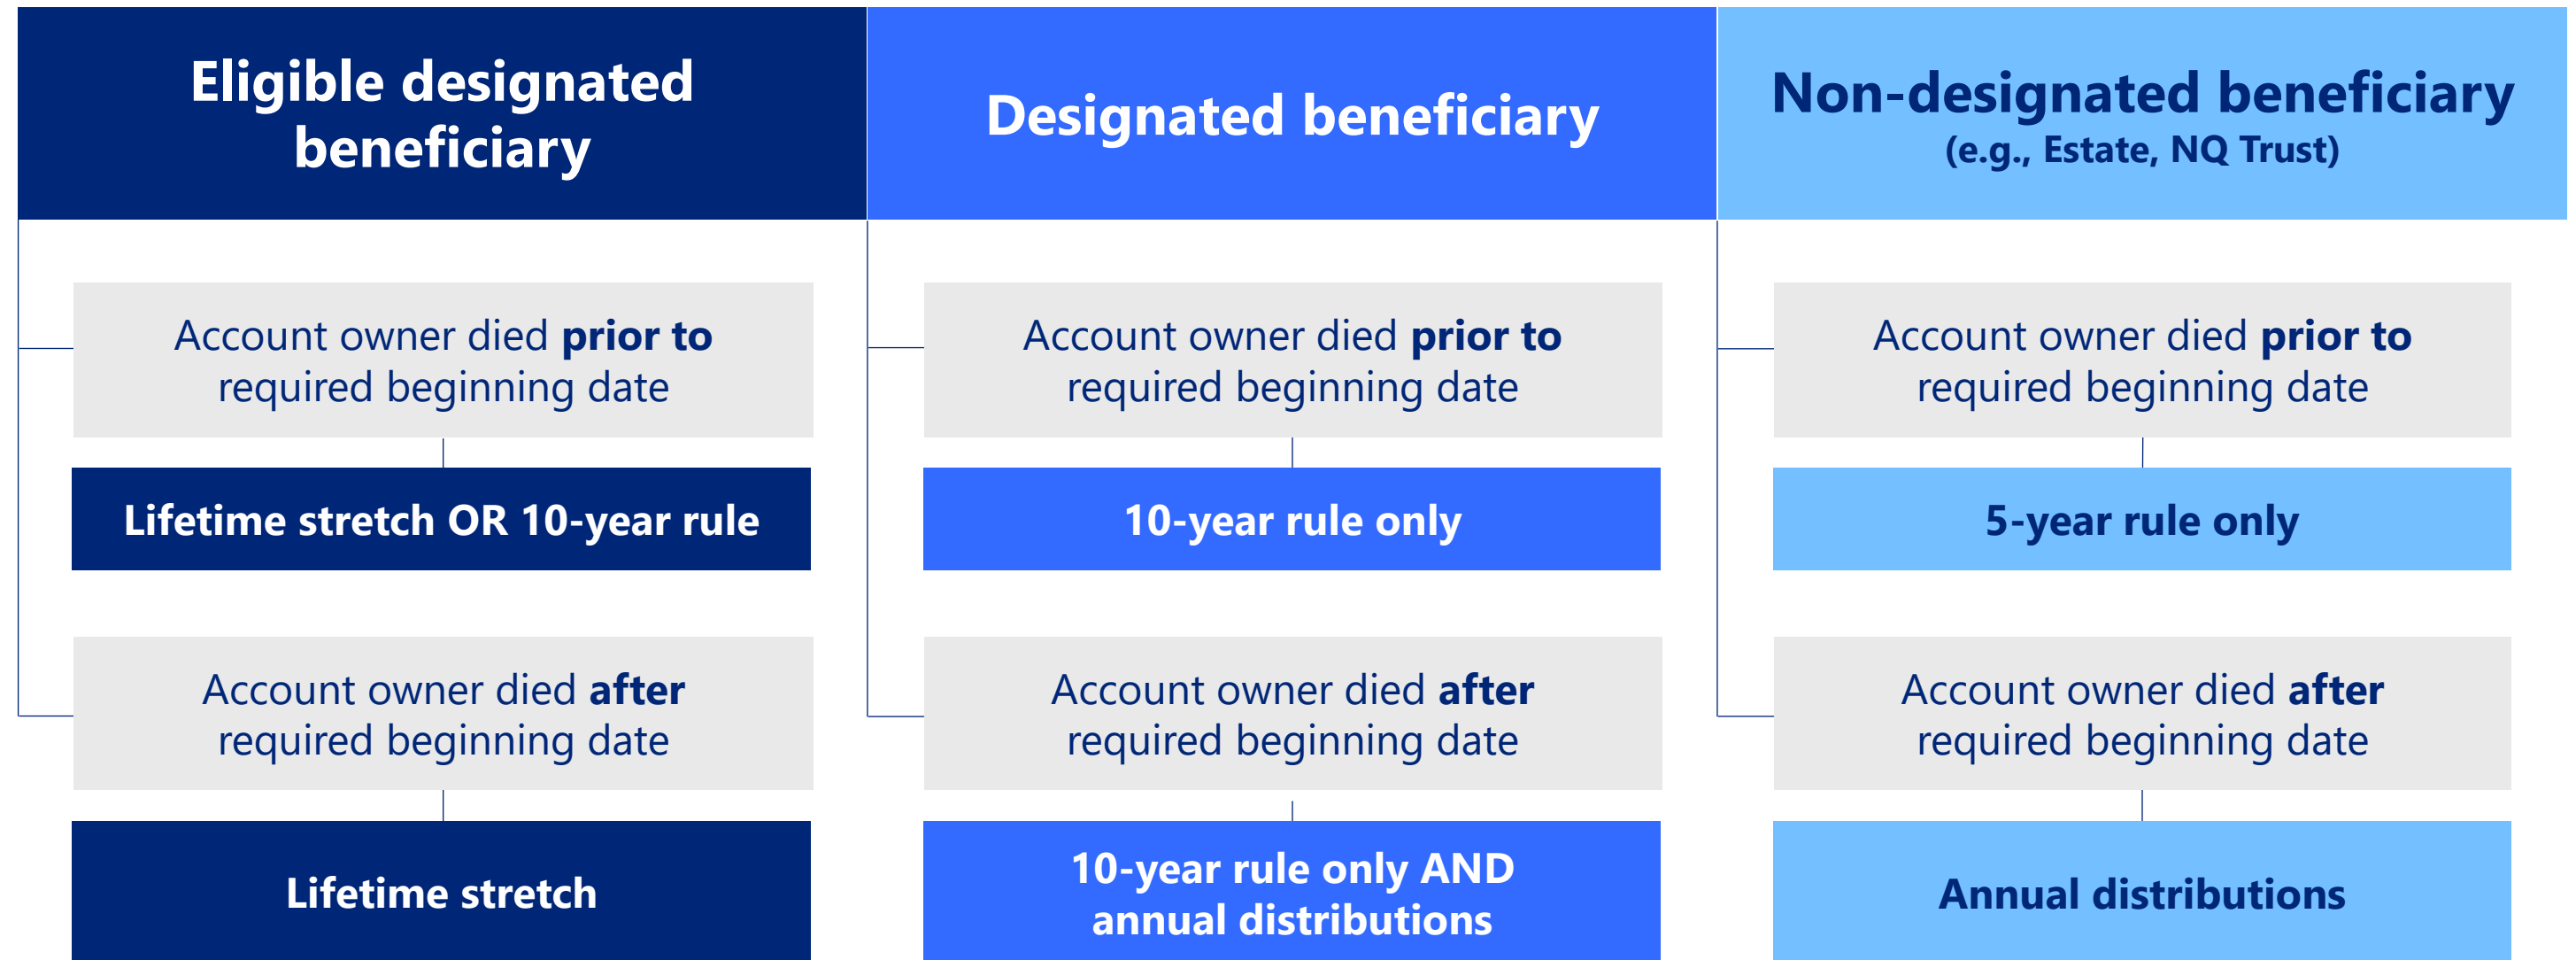 Eligible designated
beneficiary
Designated beneficiary
Non-designated beneficiary
(e.g., Estate, NQ Trust)
Account owner died prior to
required beginning date
Account owner died prior to
required beginning date
Account owner died prior to
required beginning date
Lifetime stretch OR 10-year rule
10-year rule only
5-year rule only
Account owner died after
required beginning date
Account owner died after
required beginning date
Account owner died after
required beginning date
Lifetime stretch
10-year rule only AND
annual distributions
Annual distributions